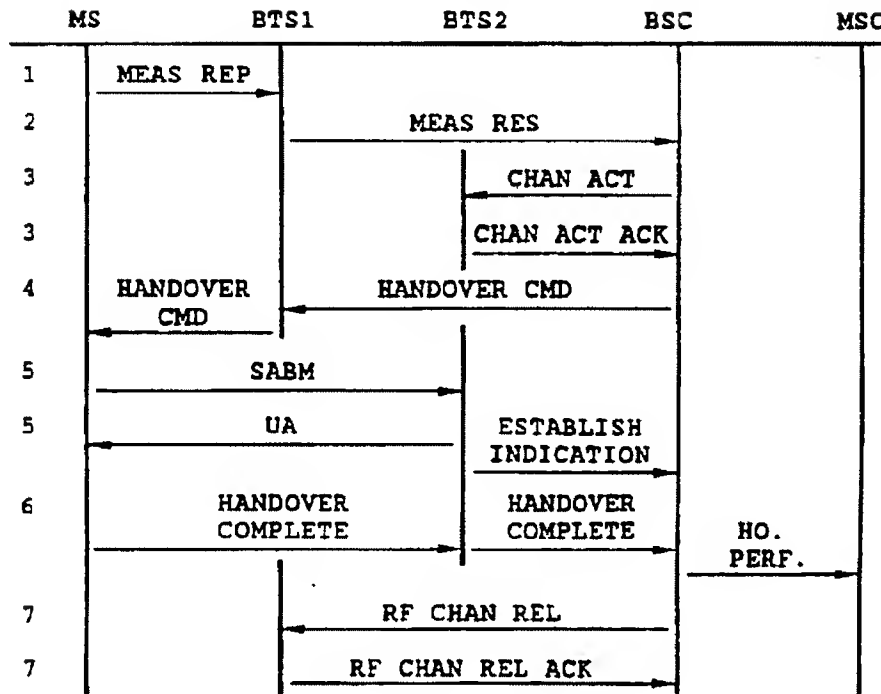 MS BTS1 BTS2 BSC MSC
1 MEAS REP
2 MEAS RES
3 CHAN ACT
3 CHAN ACT ACK
4 HANDOVER CMD HANDOVER CMD
5 SABM
5 UA ESTABLISH INDICATION
6 HANDOVER COMPLETE HANDOVER COMPLETE HO. PERF.
7 RF CHAN REL
7 RF CHAN REL ACK